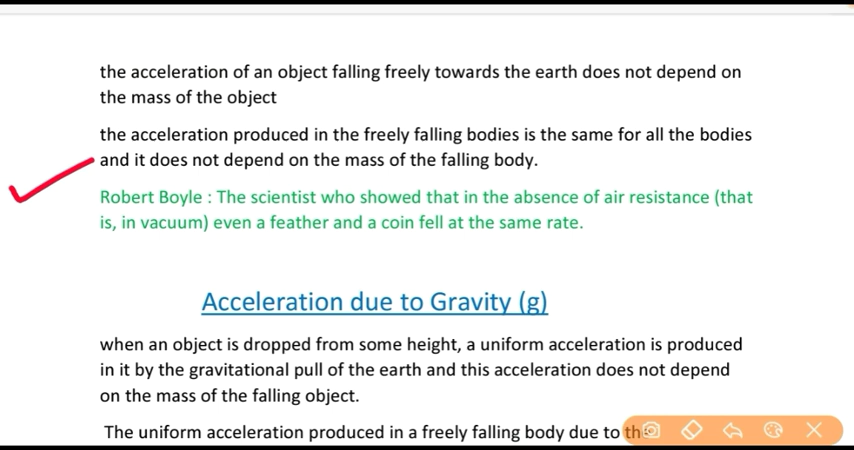 the acceleration of an object falling freely towards the earth does not depend on
the mass of the object
the acceleration produced in the freely falling bodies is the same for all the bodies
and it does not depend on the mass of the falling body.
Robert Boyle : The scientist who showed that in the absence of air resistance (that
is, in vacuum) even a feather and a coin fell at the same rate.
Acceleration due to Gravity (g)
when an object is dropped from some height, a uniform acceleration is produced
in it by the gravitational pull of the earth and this acceleration does not depend
on the mass of the falling object.
The uniform acceleration produced in a freely falling body due to